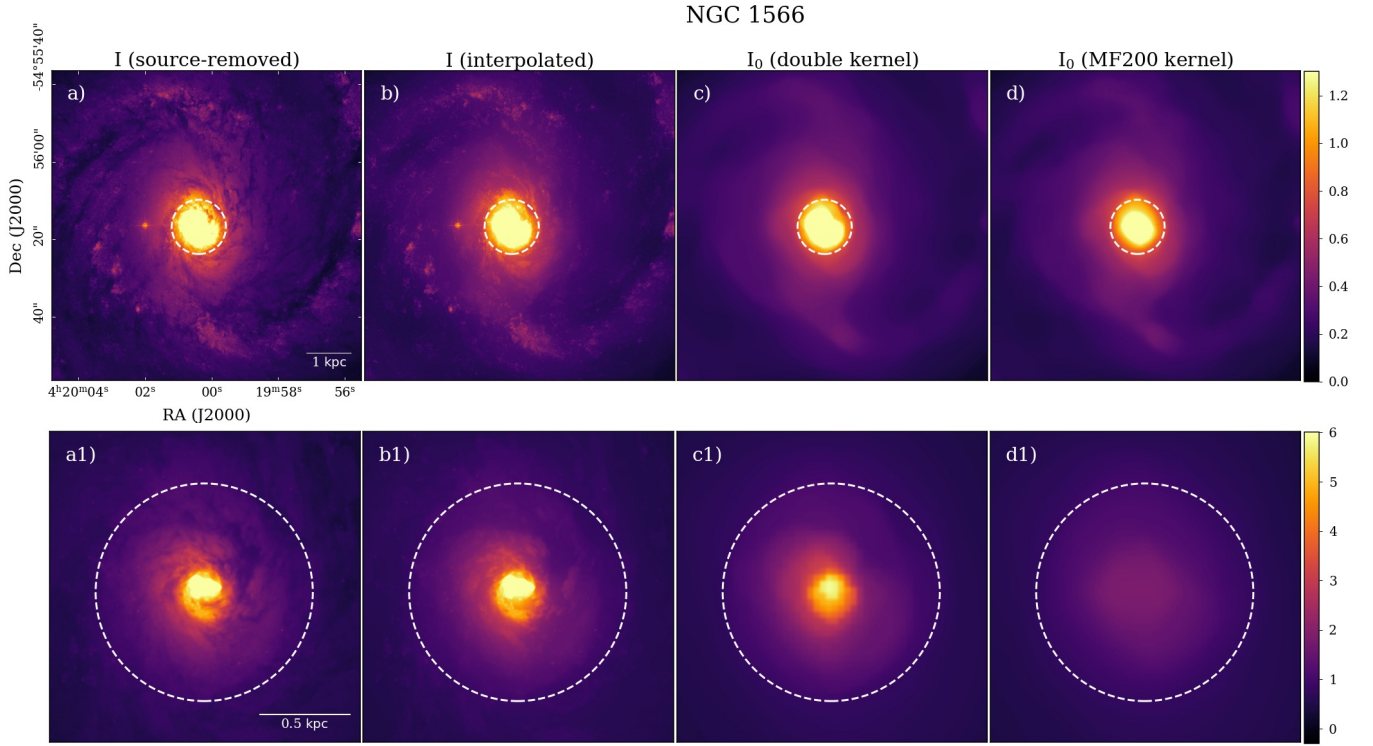 NGC 1566
I (source-removed)
I (interpolated)
I₀ (double kernel)
I₀ (MF200 kernel)
a)
b)
c)
d)
-54°55'40"
56'00"
20"
40"
Dec (J2000)
1 kpc
4ʰ20ᵐ04ˢ 02ˢ 00ˢ 19ᵐ58ˢ 56ˢ
RA (J2000)
1.2
1.0
0.8
0.6
0.4
0.2
0.0
a1)
b1)
c1)
d1)
0.5 kpc
6
5
4
3
2
1
0